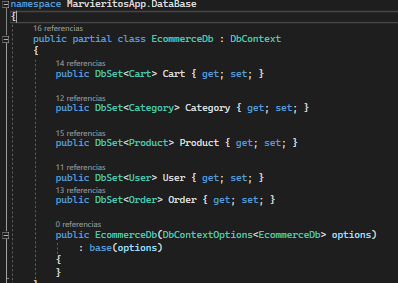 namespace MarvieritosApp.DataBase
{
16 referencias
public partial class EcommerceDb : DbContext
{
14 referencias
public DbSet<Cart> Cart { get; set; }
12 referencias
public DbSet<Category> Category { get; set; }
15 referencias
public DbSet<Product> Product { get; set; }
11 referencias
public DbSet<User> User { get; set; }
13 referencias
public DbSet<Order> Order { get; set; }
0 referencias
public EcommerceDb(DbContextOptions<EcommerceDb> options)
: base(options)
{
}
}